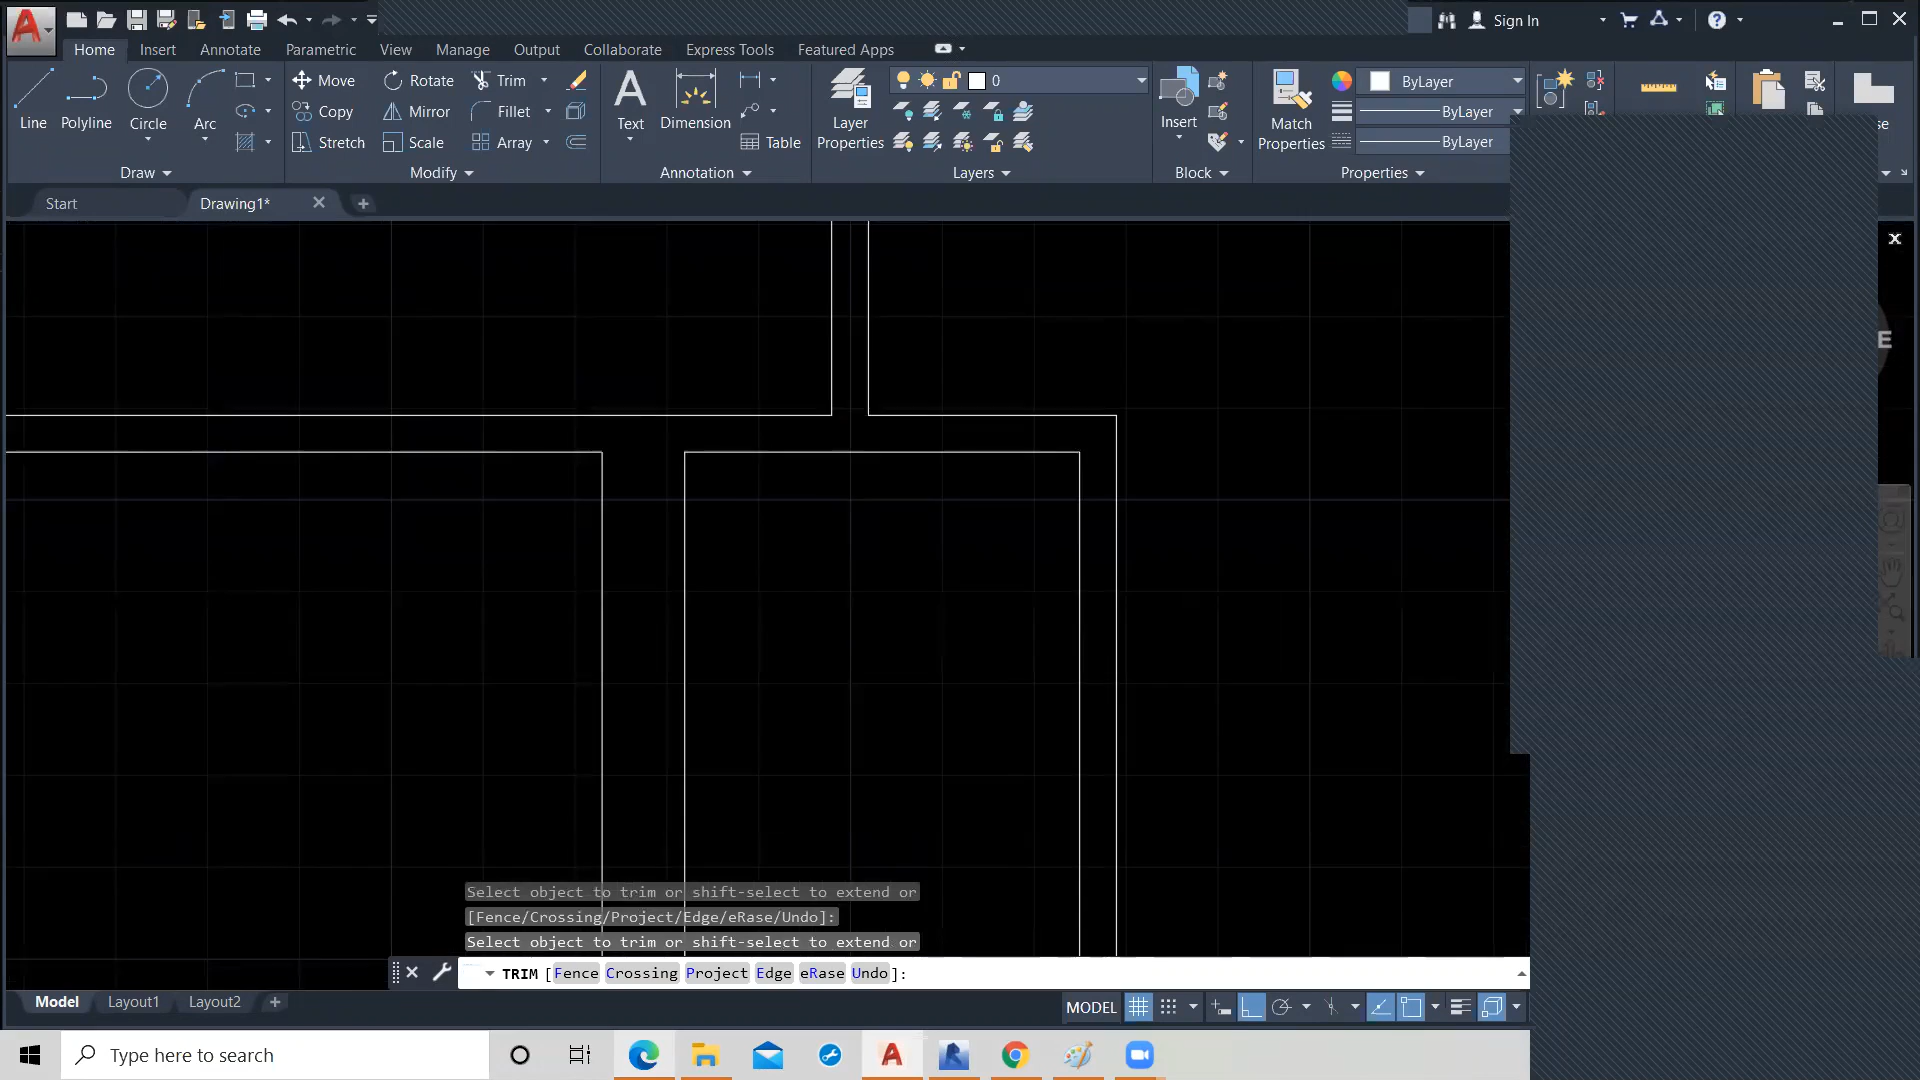 Sign In
Home Insert Annotate Parametric View Manage Output Collaborate Express Tools Featured Apps
Line Polyline Circle Arc
Move Rotate Trim
Copy Mirror Fillet
Stretch Scale Array
Text Dimension Table
Layer Properties
0
Insert
Match Properties
ByLayer
ByLayer
ByLayer
Draw Modify Annotation Layers Block Properties
Start Drawing1*
E
Select object to trim or shift-select to extend or
[Fence/Crossing/Project/Edge/eRase/Undo]:
Select object to trim or shift-select to extend or
TRIM [Fence Crossing Project Edge eRase Undo]:
Model Layout1 Layout2
MODEL
Type here to search